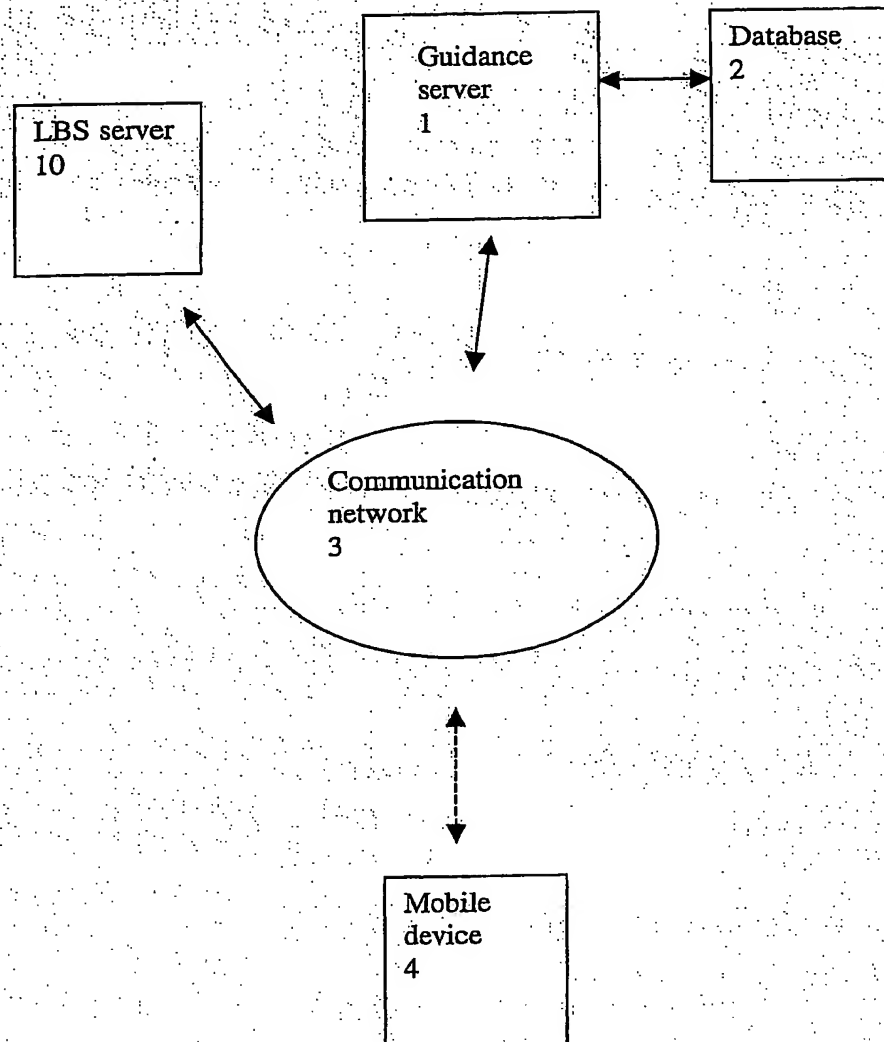 Guidance
server
1
Database
2
LBS server
10
Communication
network
3
Mobile
device
4